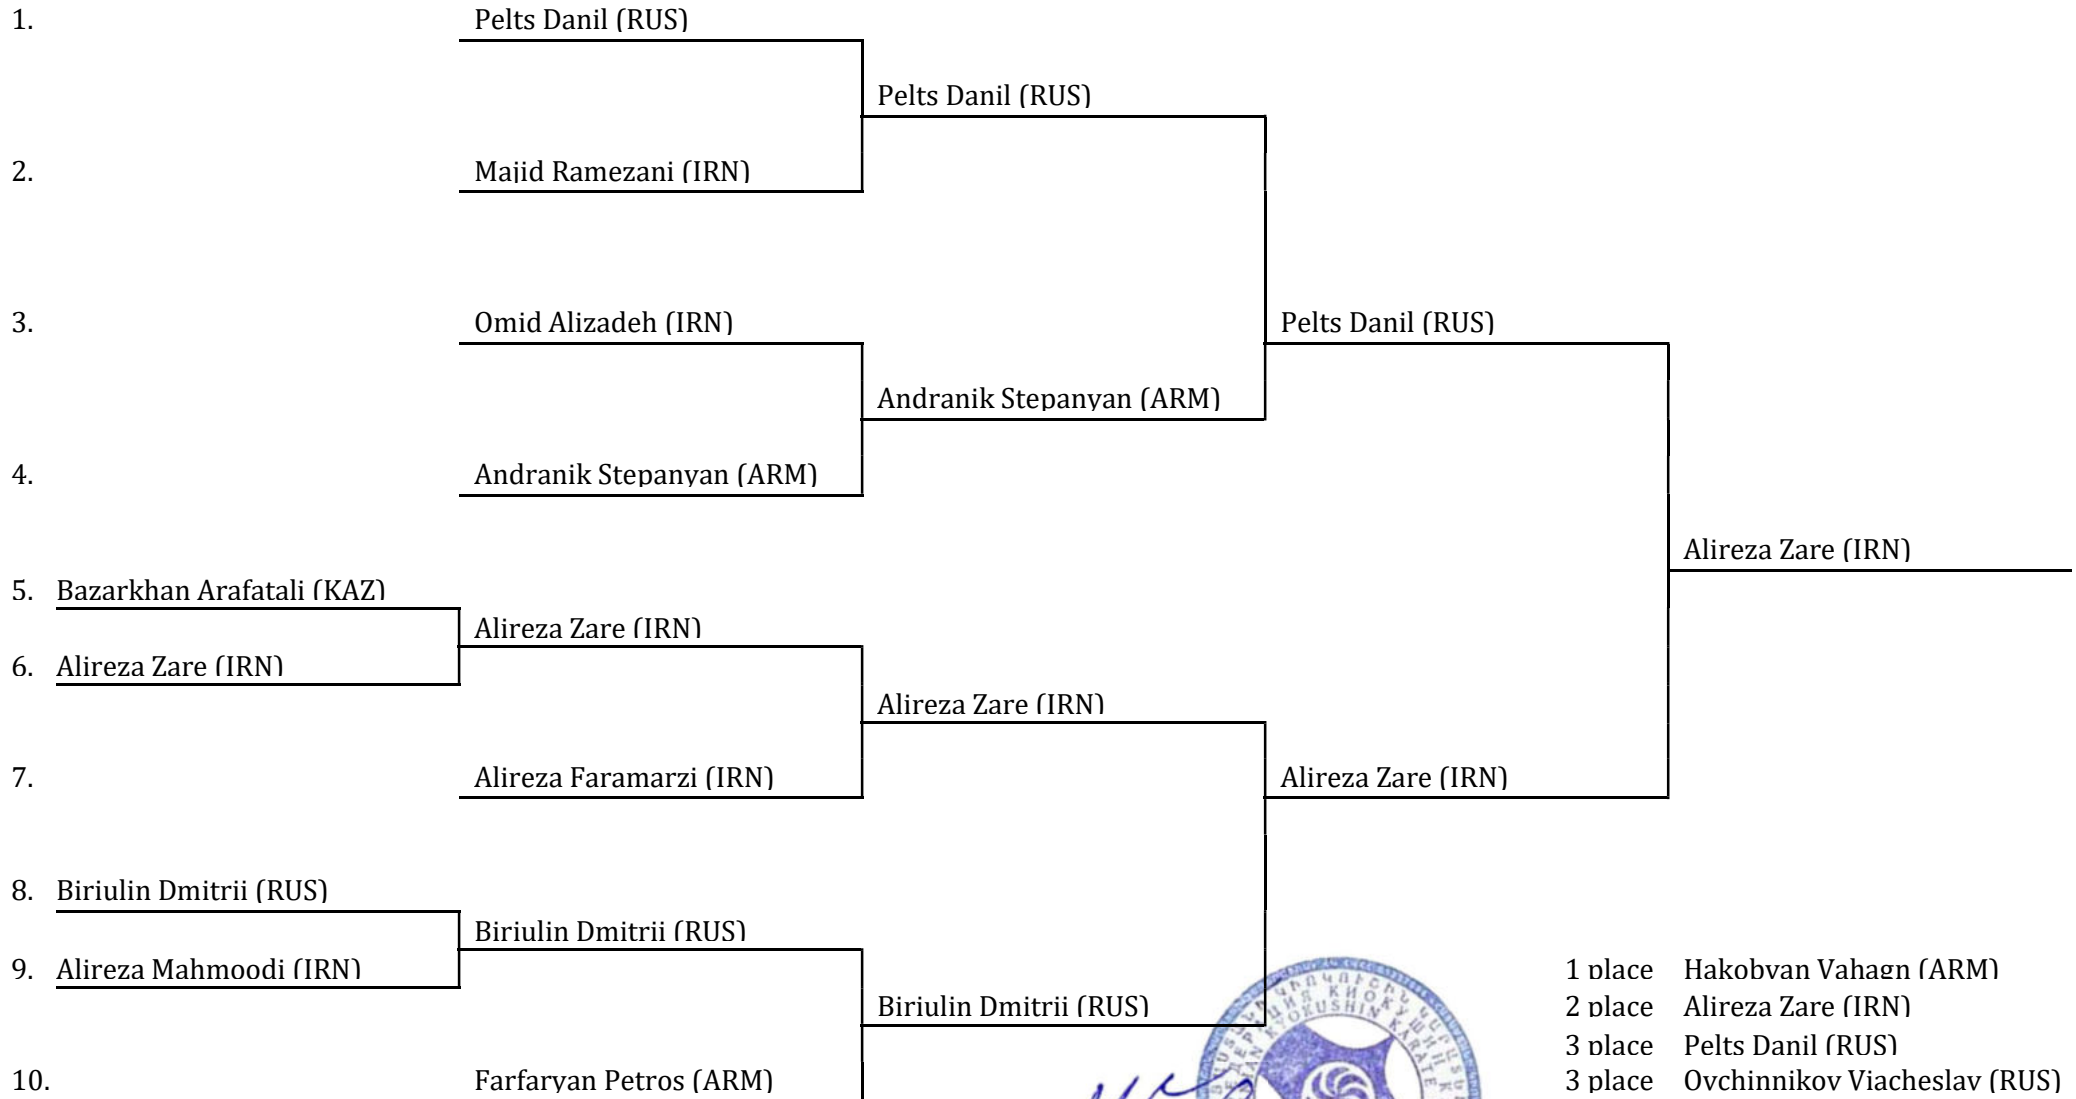 1. Pelts Danil (RUS)
Pelts Danil (RUS)
2. Majid Ramezani (IRN)
3. Omid Alizadeh (IRN)
Pelts Danil (RUS)
Andranik Stepanyan (ARM)
4. Andranik Stepanyan (ARM)
Alireza Zare (IRN)
5. Bazarkhan Arafatali (KAZ)
Alireza Zare (IRN)
6. Alireza Zare (IRN)
Alireza Zare (IRN)
7. Alireza Faramarzi (IRN)
Alireza Zare (IRN)
8. Biriulin Dmitrii (RUS)
Biriulin Dmitrii (RUS)
9. Alireza Mahmoodi (IRN)
1 place Hakobyan Vahagn (ARM)
Biriulin Dmitrii (RUS)
2 place Alireza Zare (IRN)
3 place Pelts Danil (RUS)
10. Farfaryan Petros (ARM)
3 place Ovchinnikov Viacheslav (RUS)
KYOKUSHIN KARATE